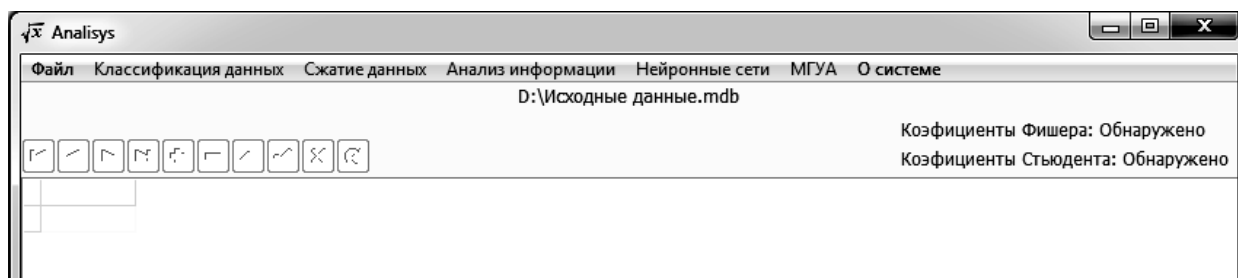 √x Analisys
Файл Классификация данных Сжатие данных Анализ информации Нейронные сети МГУА О системе
D:\Исходные данные.mdb
Коэфициенты Фишера: Обнаружено
Коэфициенты Стьюдента: Обнаружено